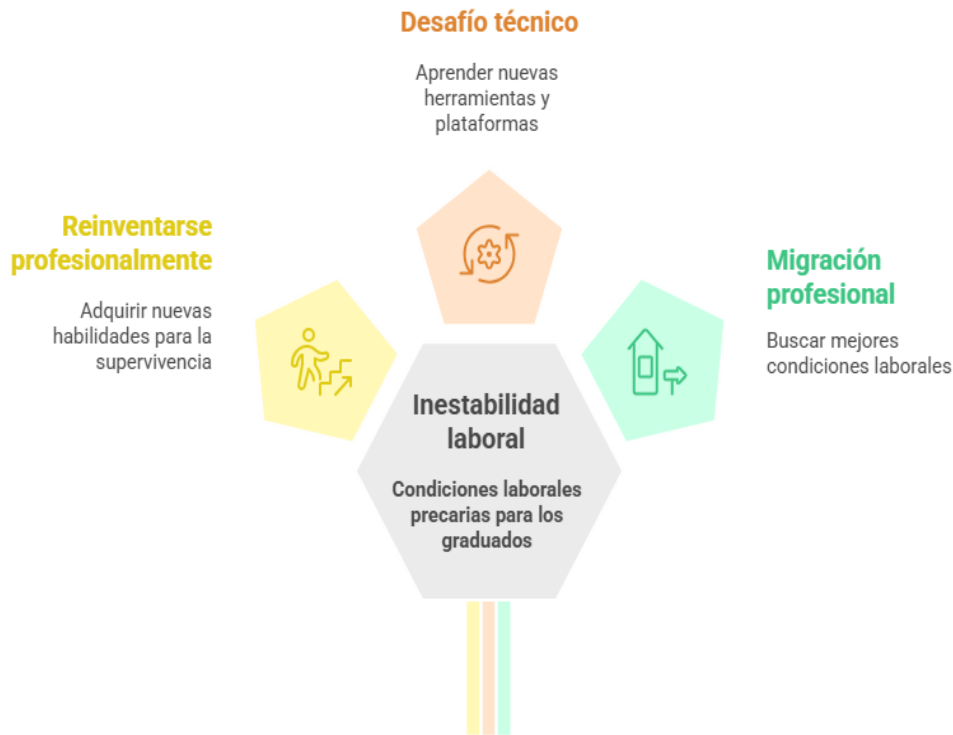 Desafío técnico
Aprender nuevas
herramientas y
plataformas
Reinventarse
profesionalmente
Adquirir nuevas
habilidades para la
supervivencia
Migración
profesional
Buscar mejores
condiciones laborales
Inestabilidad
laboral
Condiciones laborales
precarias para los
graduados